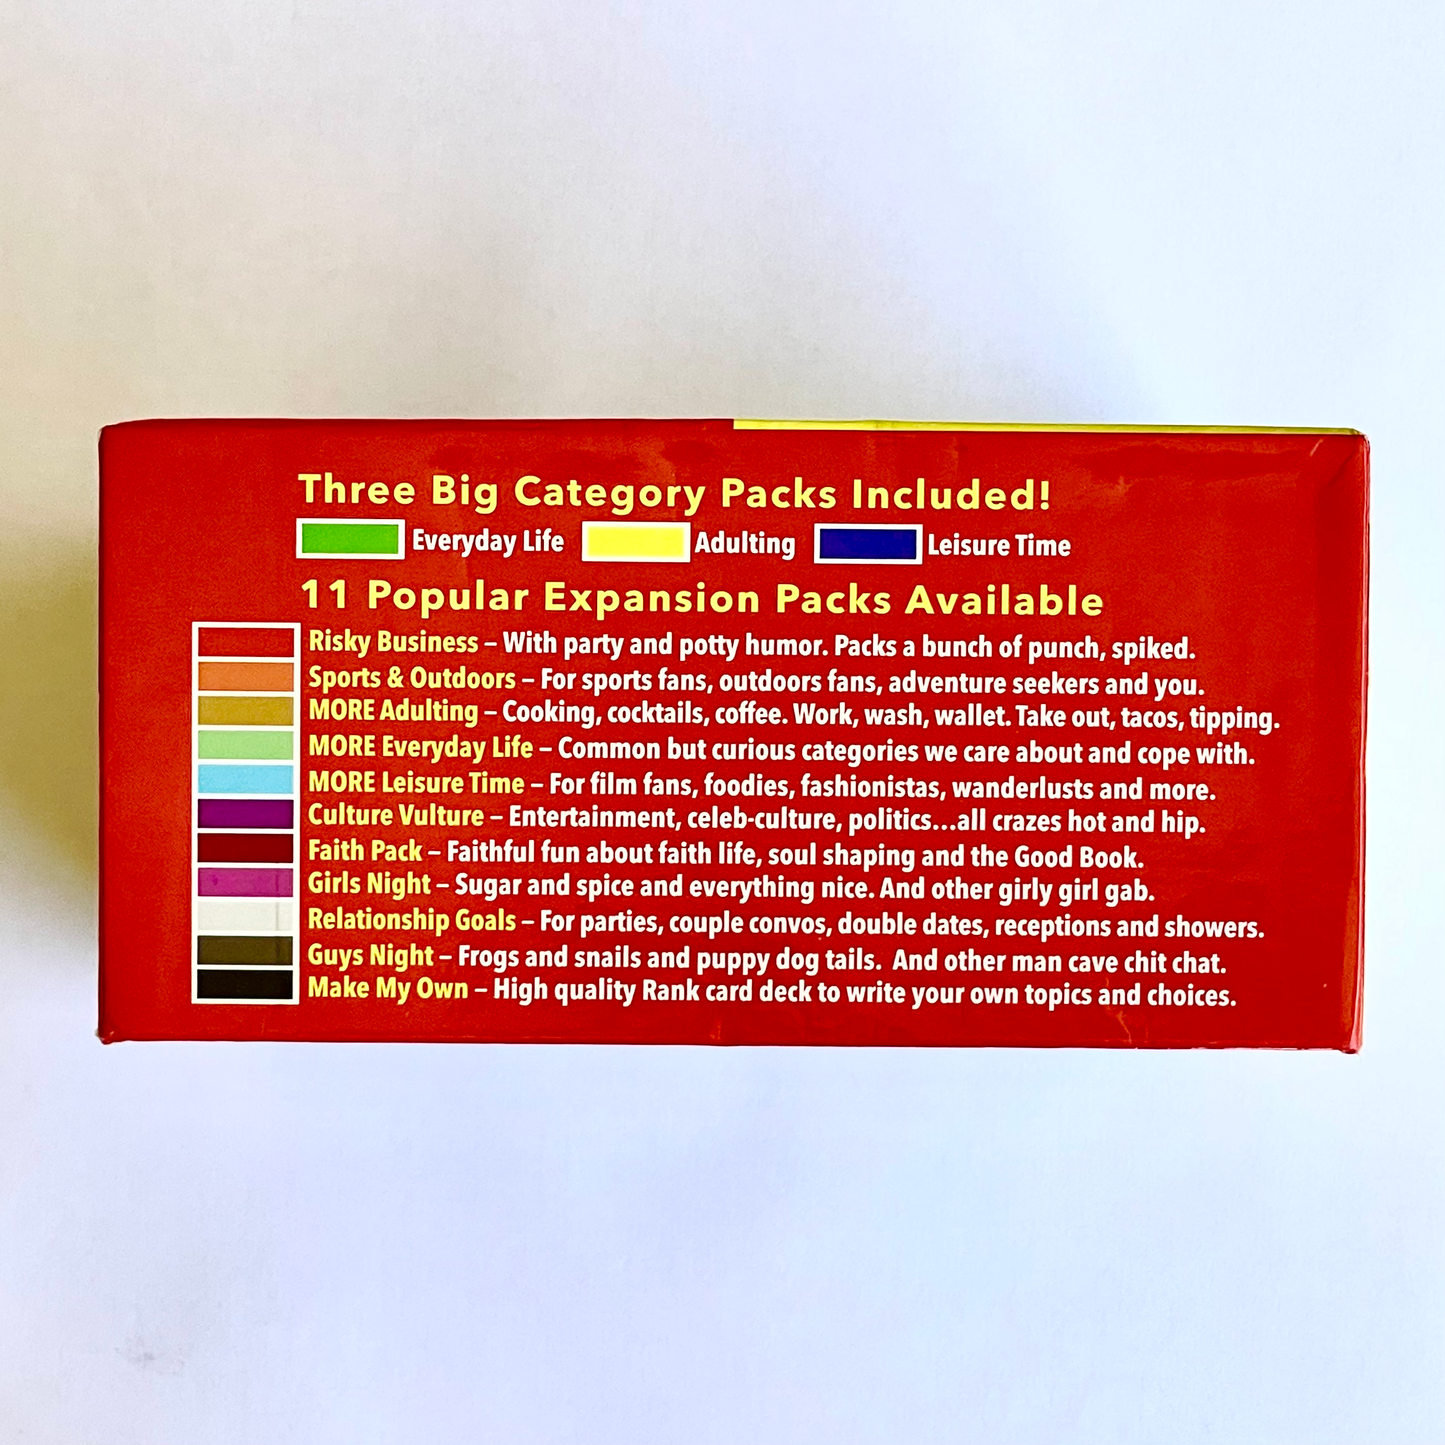 Three Big Category Packs Included!
Everyday Life Adulting Leisure Time
11 Popular Expansion Packs Available
Risky Business – With party and potty humor. Packs a bunch of punch, spiked.
Sports & Outdoors – For sports fans, outdoors fans, adventure seekers and you.
MORE Adulting – Cooking, cocktails, coffee. Work, wash, wallet. Take out, tacos, tipping.
MORE Everyday Life – Common but curious categories we care about and cope with.
MORE Leisure Time – For film fans, foodies, fashionistas, wanderlusts and more.
Culture Vulture – Entertainment, celeb-culture, politics...all crazes hot and hip.
Faith Pack – Faithful fun about faith life, soul shaping and the Good Book.
Girls Night – Sugar and spice and everything nice. And other girly girl gab.
Relationship Goals – For parties, couple convos, double dates, receptions and showers.
Guys Night – Frogs and snails and puppy dog tails. And other man cave chit chat.
Make My Own – High quality Rank card deck to write your own topics and choices.